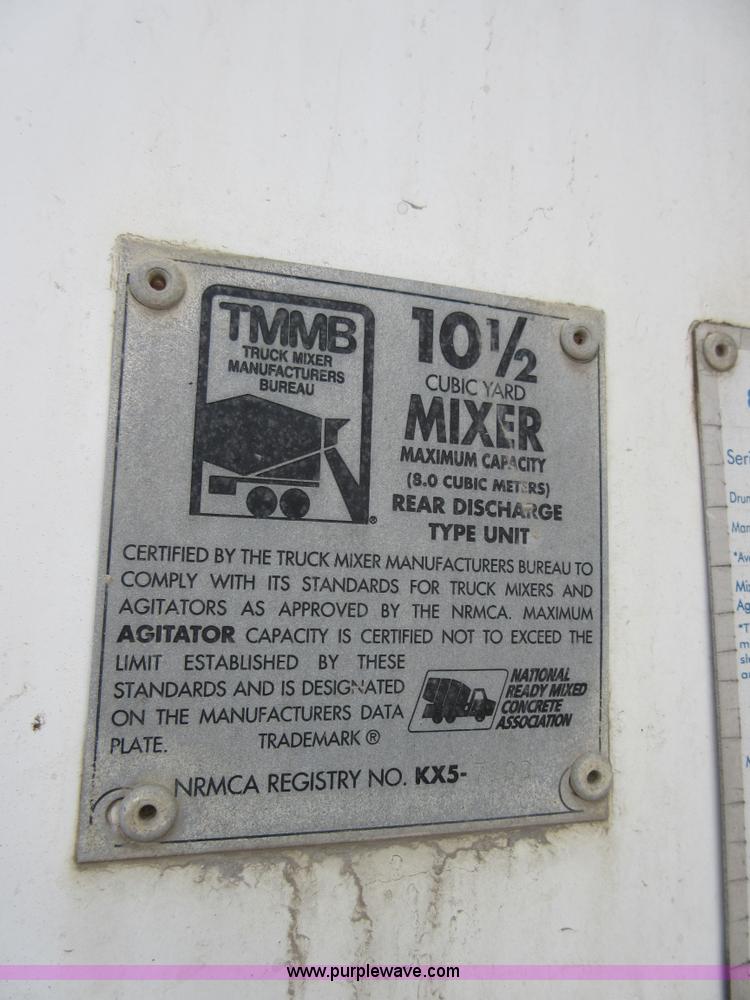 TMMB
TRUCK MIXER
MANUFACTURERS
BUREAU
®
10 1/2
CUBIC YARD
MIXER
MAXIMUM CAPACITY
(8.0 CUBIC METERS)
REAR DISCHARGE
TYPE UNIT
CERTIFIED BY THE TRUCK MIXER MANUFACTURERS BUREAU TO
COMPLY WITH ITS STANDARDS FOR TRUCK MIXERS AND
AGITATORS AS APPROVED BY THE NRMCA. MAXIMUM
AGITATOR CAPACITY IS CERTIFIED NOT TO EXCEED THE
LIMIT ESTABLISHED BY THESE
STANDARDS AND IS DESIGNATED
ON THE MANUFACTURERS DATA
PLATE. TRADEMARK ®
NATIONAL
READY MIXED
CONCRETE
ASSOCIATION
NRMCA REGISTRY NO. KX5-
www.purplewave.com